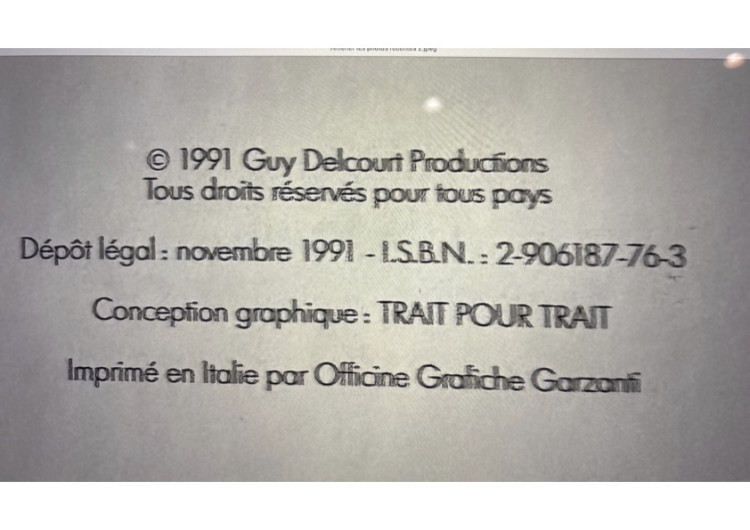 © 1991 Guy Delcourt Productions
Tous droits réservés pour tous pays
Dépôt légal : novembre 1991 - I.S.B.N. : 2-906187-76-3
Conception graphique : TRAIT POUR TRAIT
Imprimé en Italie par Officine Grafiche Garzanti